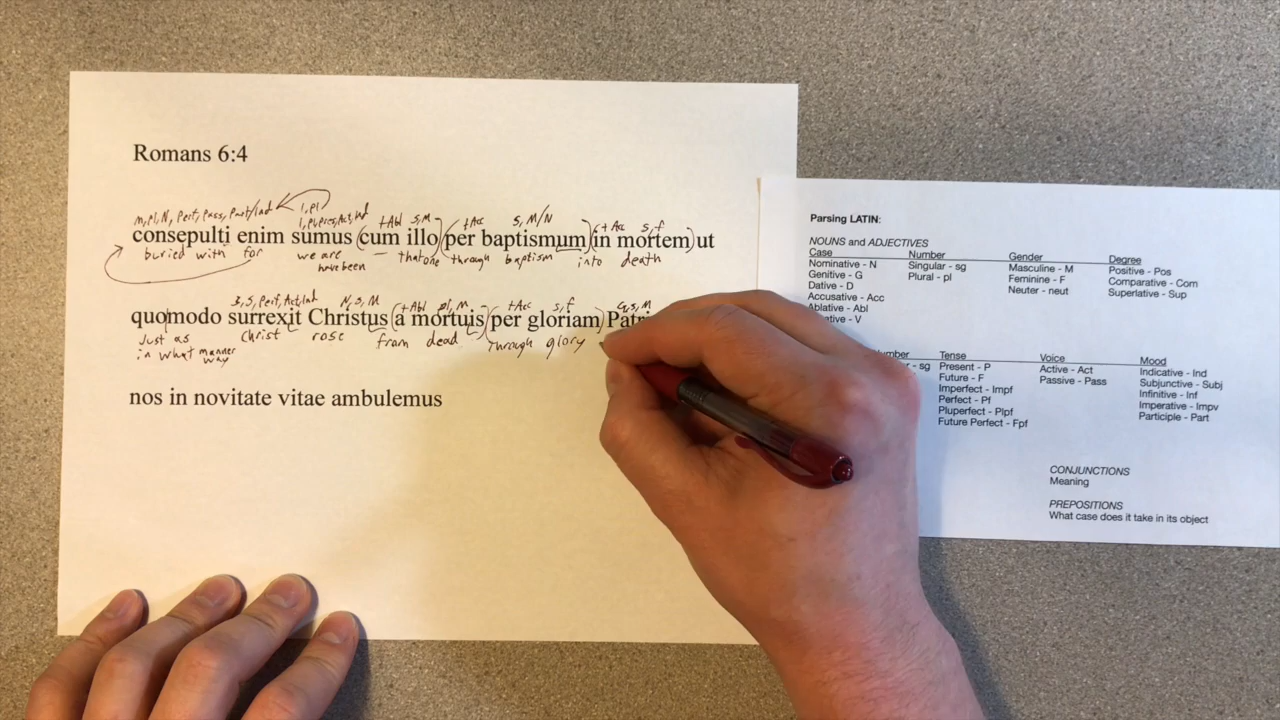 Romans 6:4
1, pl
m, pl, N, Perf, Pass, Part/Ind 1, pl, Pres, Act, Ind +Abl s, M +Acc s, M/N +Acc s, f
consepulti enim sumus (cum illo) (per baptismum) (in mortem) ut
buried with for we are — that one through baptism into death
have been
3, S, Perf, Act, Ind N, S, M +Abl pl, M +Acc s, f G, s, M
quomodo surrexit Christus (a mortuis) (per gloriam) Patri
Just as Christ rose from dead through glory
in what manner
way
nos in novitate vitae ambulemus
Parsing LATIN:
NOUNS and ADJECTIVES
Case Number Gender Degree
Nominative - N Singular - sg Masculine - M Positive - Pos
Genitive - G Plural - pl Feminine - F Comparative - Com
Dative - D Neuter - neut Superlative - Sup
Accusative - Acc
Ablative - Abl
ative - V
umber Tense Voice Mood
r - sg Present - P Active - Act Indicative - Ind
Future - F Passive - Pass Subjunctive - Subj
Imperfect - Impf Infinitive - Inf
Perfect - Pf Imperative - Impv
Pluperfect - Plpf Participle - Part
Future Perfect - Fpf
CONJUNCTIONS
Meaning
PREPOSITIONS
What case does it take in its object